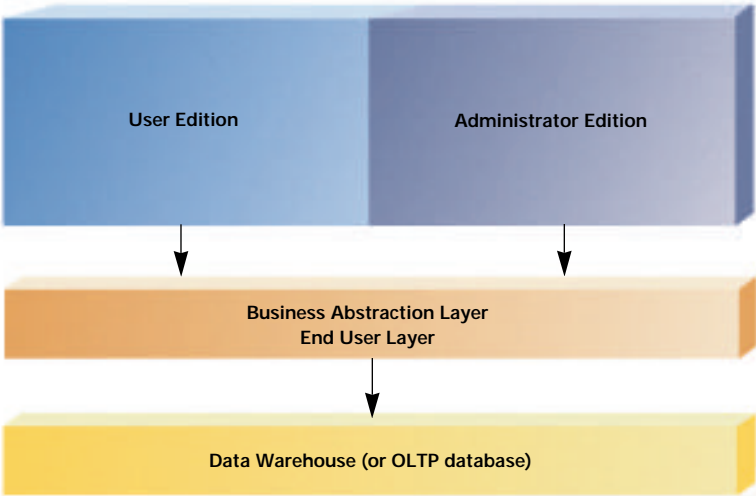 User Edition
Administrator Edition
Business Abstraction Layer
End User Layer
Data Warehouse (or OLTP database)